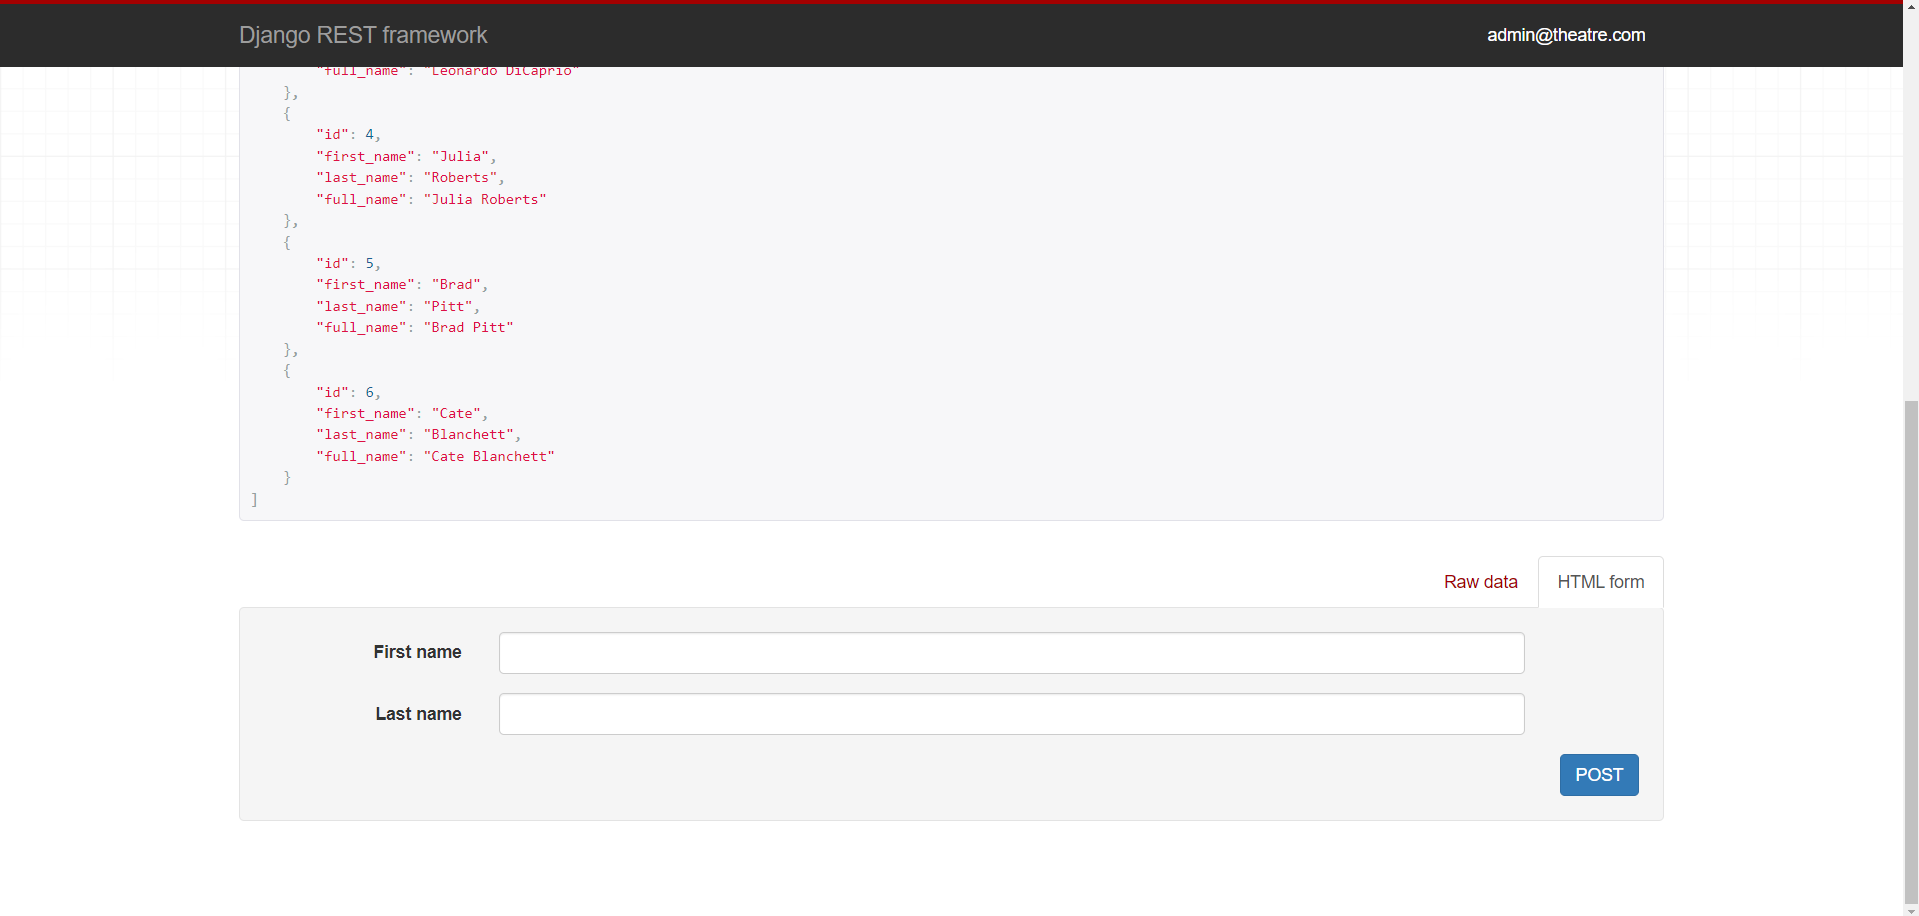 Django REST framework
admin@theatre.com
"full_name": "Leonardo DiCaprio"
},
{
"id": 4,
"first_name": "Julia",
"last_name": "Roberts",
"full_name": "Julia Roberts"
},
{
"id": 5,
"first_name": "Brad",
"last_name": "Pitt",
"full_name": "Brad Pitt"
},
{
"id": 6,
"first_name": "Cate",
"last_name": "Blanchett",
"full_name": "Cate Blanchett"
}
]
Raw data
HTML form
First name
Last name
POST